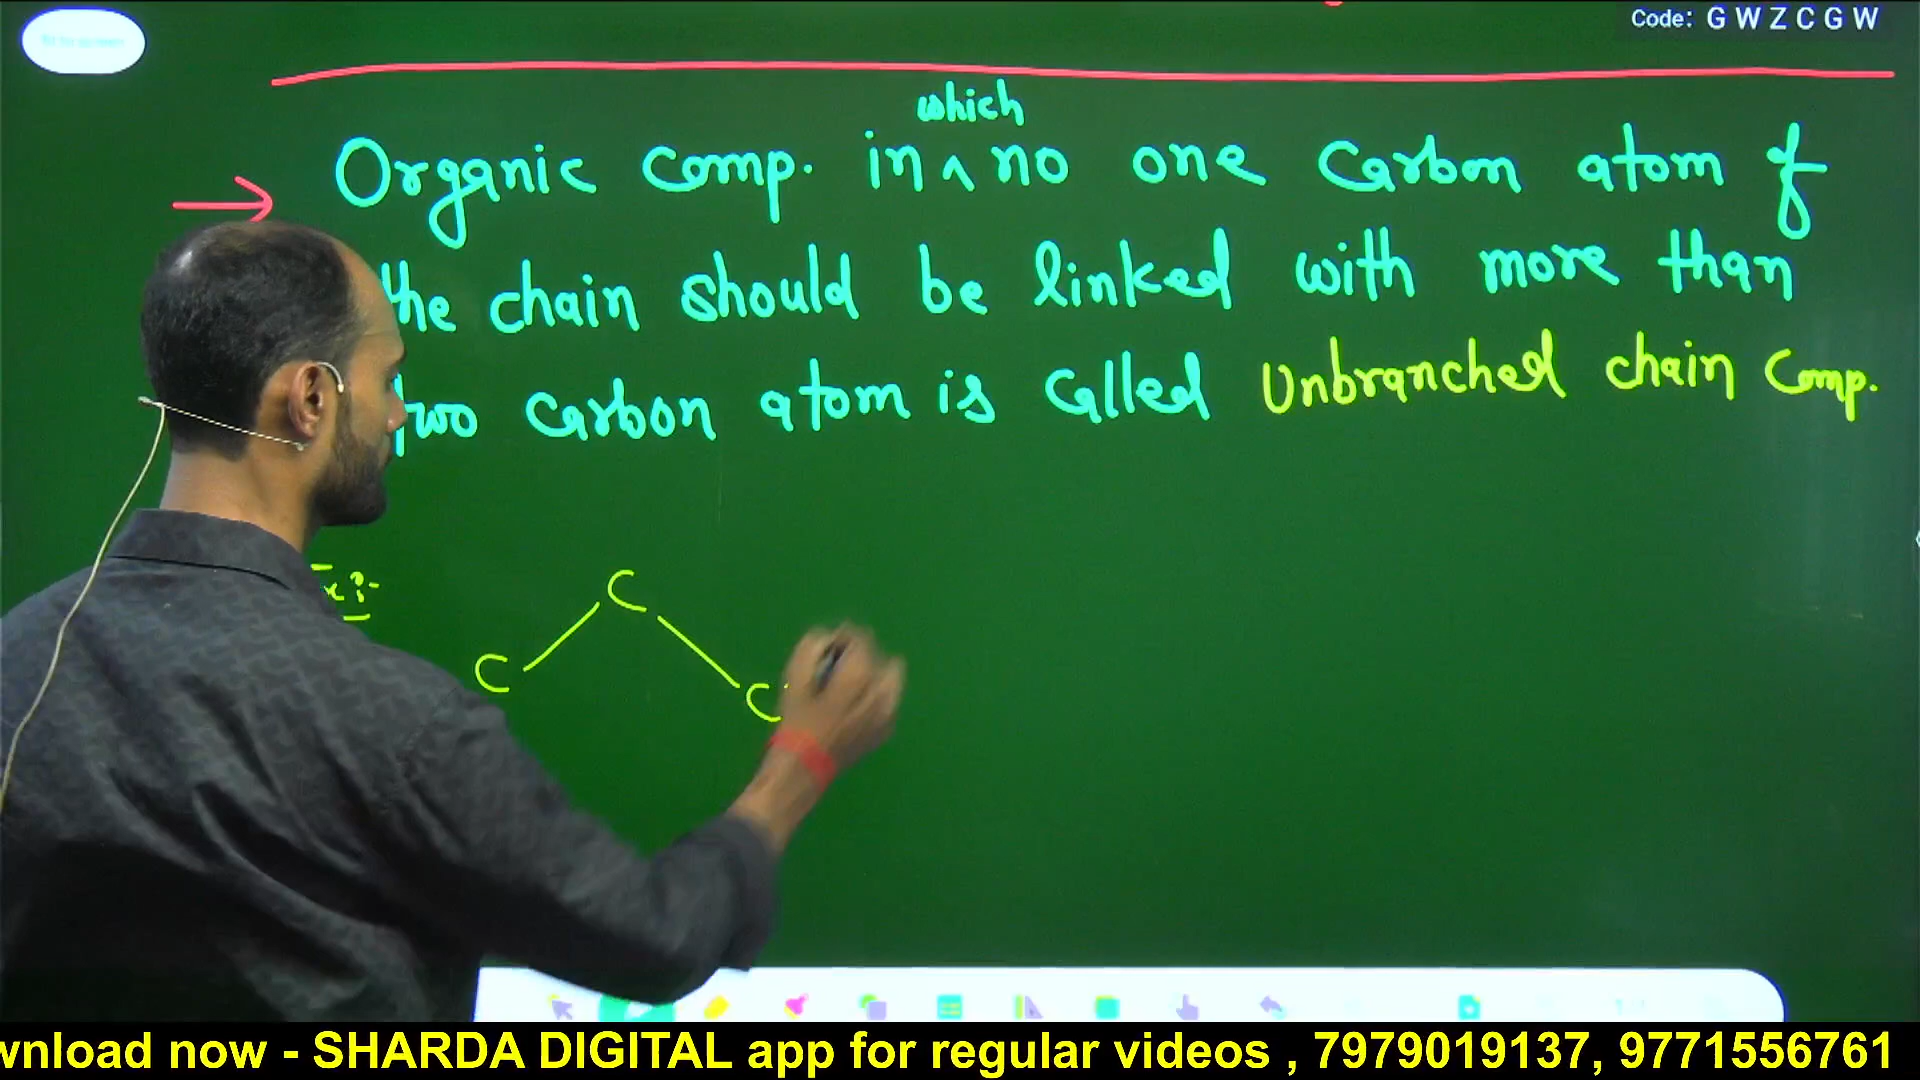 Code: G W Z C G W
which
Organic comp. in ^ no one Carbon atom of
the chain should be linked with more than
two Carbon atom is Called Unbranched chain Comp.
Ex:-
C
C
C
wnload now - SHARDA DIGITAL app for regular videos , 7979019137, 9771556761